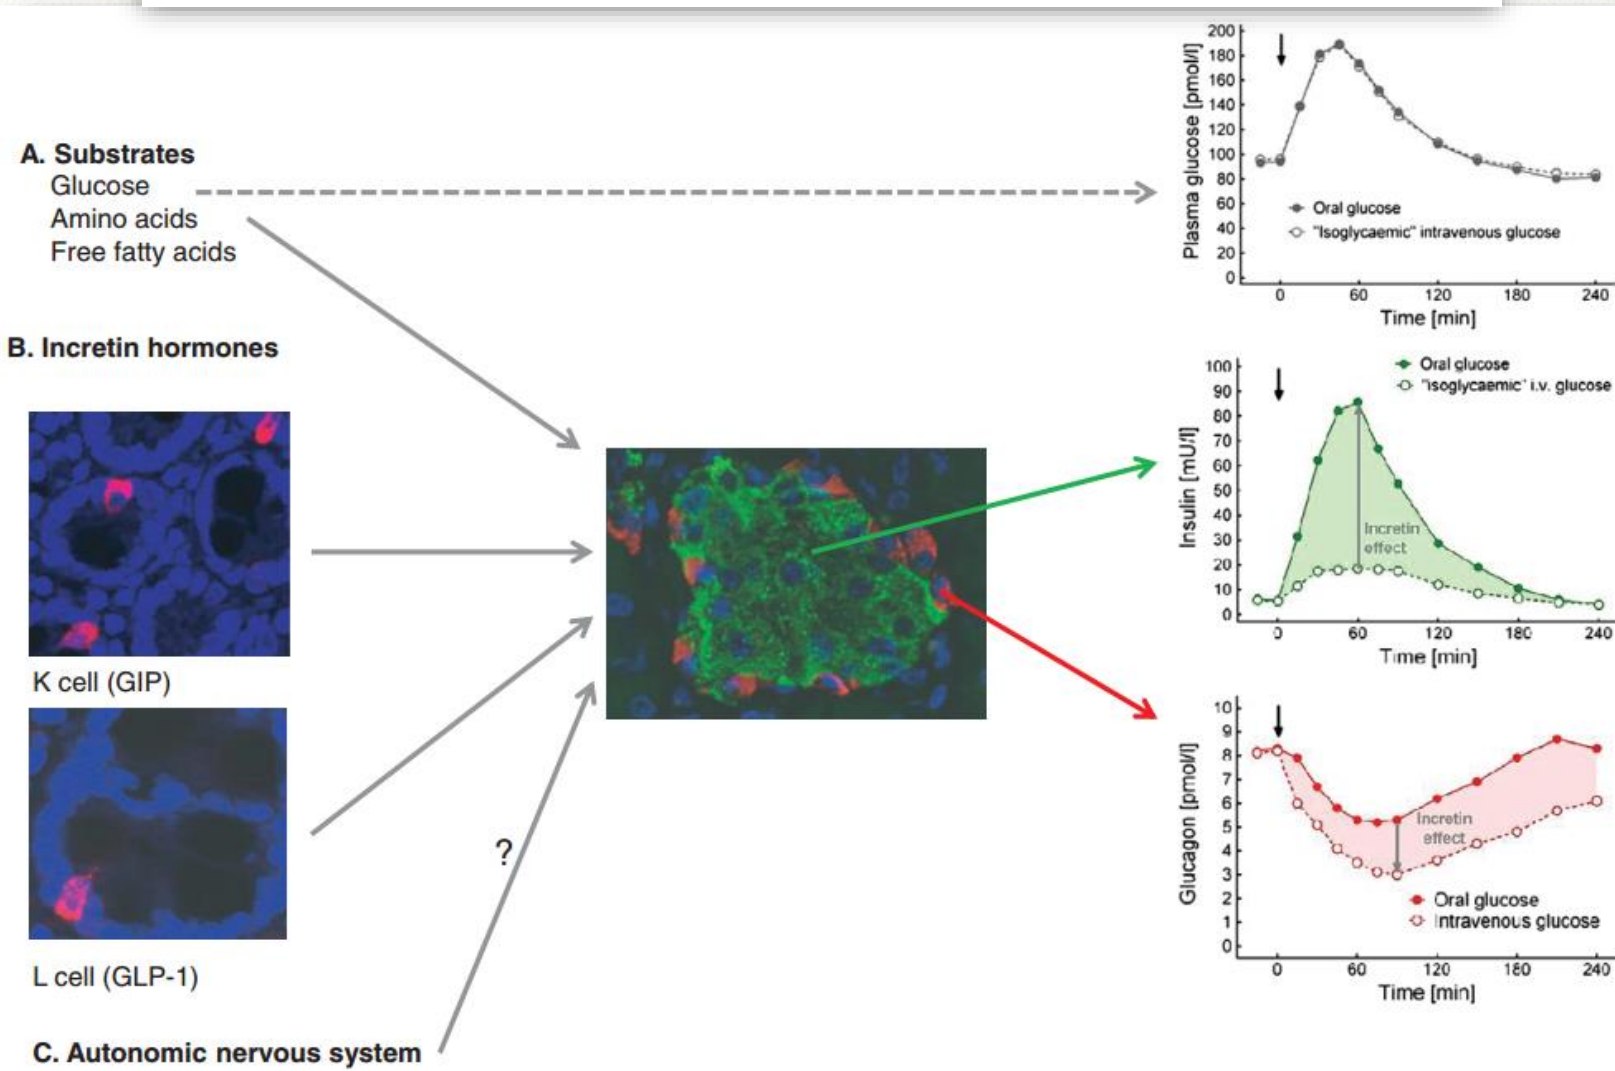 A. Substrates
Glucose
Amino acids
Free fatty acids
B. Incretin hormones
K cell (GIP)
L cell (GLP-1)
?
C. Autonomic nervous system
Plasma glucose [pmol/l]
200
180
160
140
120
100
80
60
40
20
0
Oral glucose
"Isoglycaemic" intravenous glucose
0 60 120 180 240
Time [min]
Insulin [mU/l]
100
90
80
70
60
50
40
30
20
10
0
Oral glucose
"isoglycaemic" i.v. glucose
Incretin
effect
0 60 120 180 240
Time [min]
Glucagon [pmol/l]
10
9
8
7
6
5
4
3
2
1
0
Incretin
effect
Oral glucose
Intravenous glucose
0 60 120 180 240
Time [min]